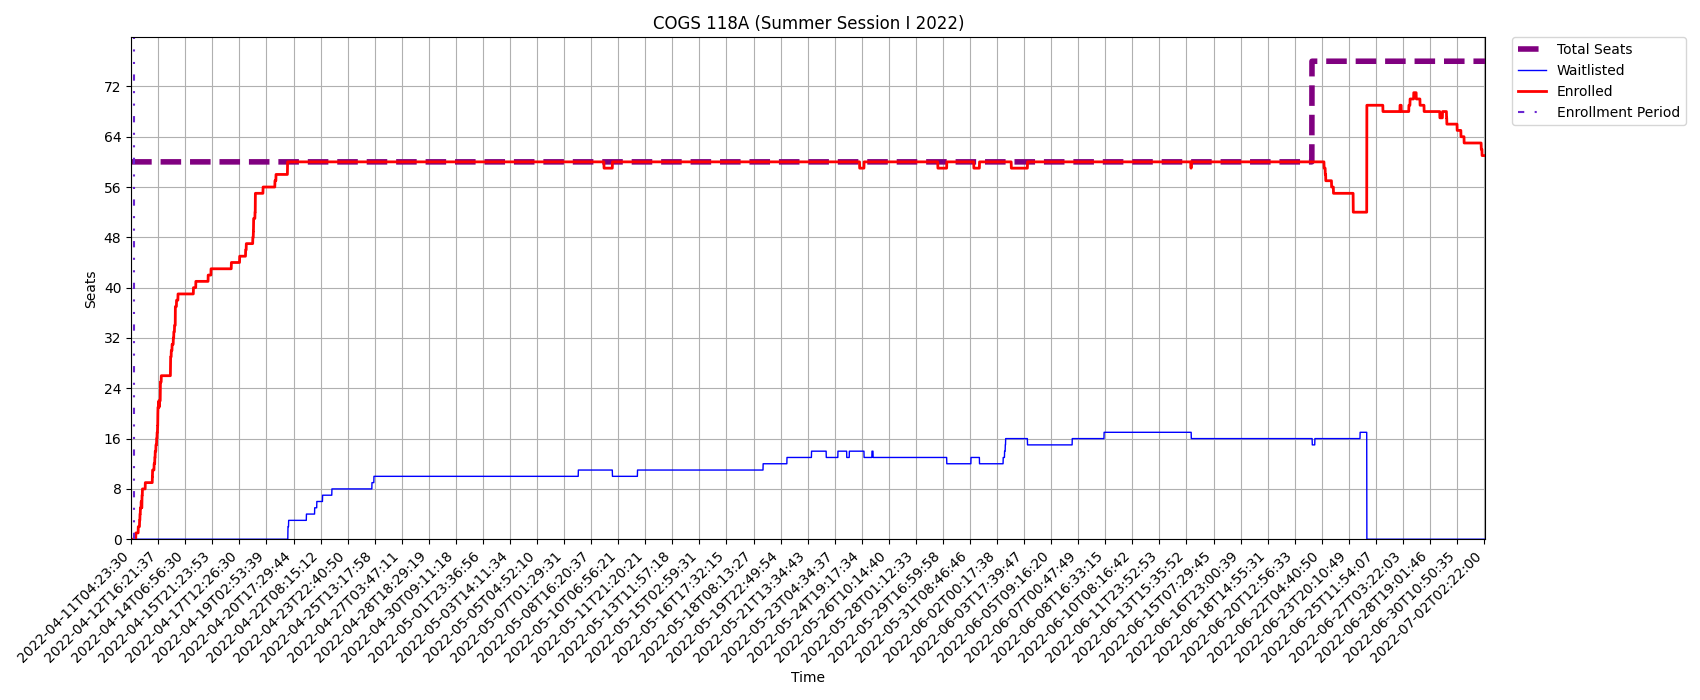 COGS 118A (Summer Session I 2022)
Total Seats
Waitlisted
Enrolled
Enrollment Period
Seats
72
64
56
48
40
32
24
16
8
0
2022-04-11T04:23:30
2022-04-12T16:21:37
2022-04-14T06:56:30
2022-04-15T21:23:53
2022-04-17T12:26:30
2022-04-19T02:53:39
2022-04-20T17:29:44
2022-04-22T08:15:12
2022-04-23T22:40:50
2022-04-25T13:17:58
2022-04-27T03:47:11
2022-04-28T18:29:19
2022-04-30T09:11:18
2022-05-01T23:36:56
2022-05-03T14:11:34
2022-05-05T04:52:10
2022-05-07T01:29:31
2022-05-08T16:20:37
2022-05-10T06:56:21
2022-05-11T21:20:21
2022-05-13T11:57:18
2022-05-15T02:59:31
2022-05-16T17:32:15
2022-05-18T08:13:27
2022-05-19T22:49:54
2022-05-21T13:34:43
2022-05-23T04:34:37
2022-05-24T19:17:34
2022-05-26T10:14:40
2022-05-28T01:12:33
2022-05-29T16:59:58
2022-05-31T08:46:46
2022-06-02T00:17:38
2022-06-03T17:39:47
2022-06-05T09:16:20
2022-06-07T00:47:49
2022-06-08T16:33:15
2022-06-10T08:16:42
2022-06-11T23:52:53
2022-06-13T15:35:52
2022-06-15T07:29:45
2022-06-16T23:00:39
2022-06-18T14:55:31
2022-06-20T12:56:33
2022-06-22T04:40:50
2022-06-23T20:10:49
2022-06-25T11:54:07
2022-06-27T03:22:03
2022-06-28T19:01:46
2022-06-30T10:50:35
2022-07-02T02:22:00
Time